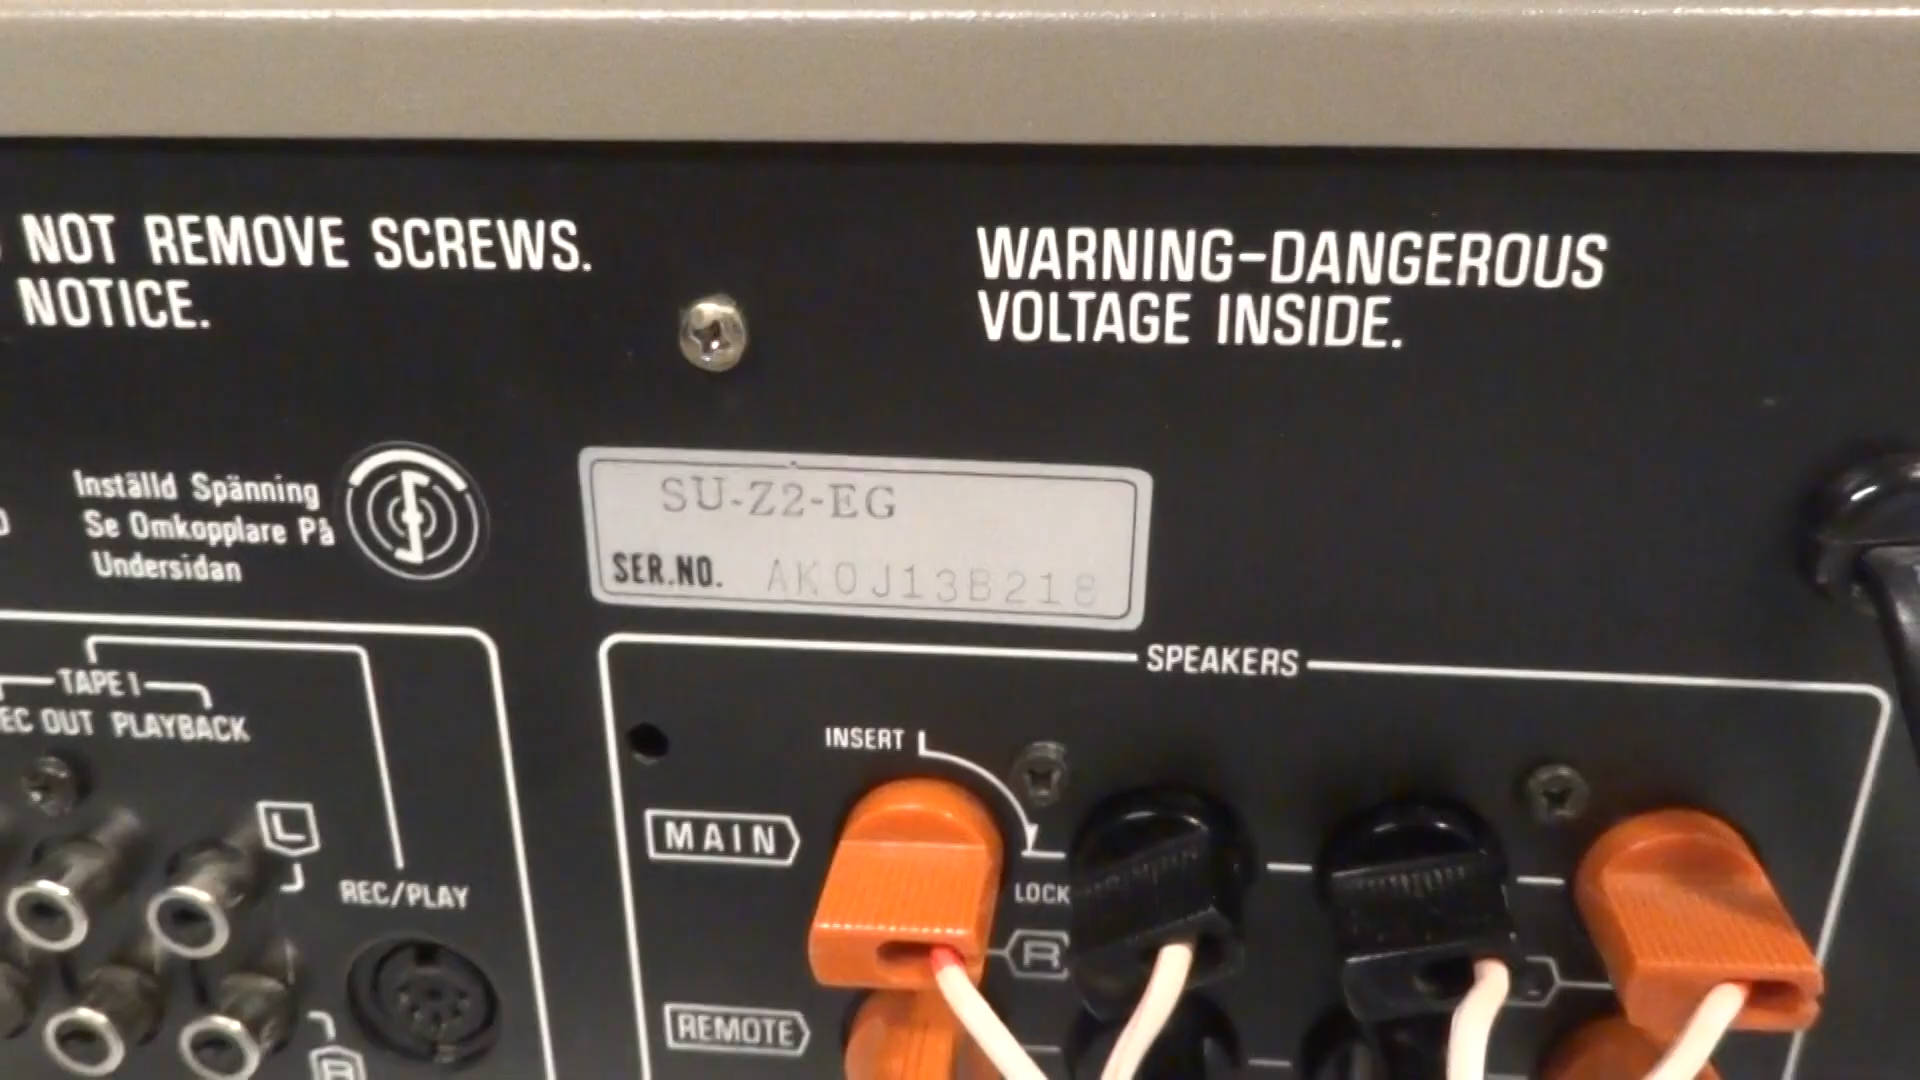 NOT REMOVE SCREWS.
NOTICE.
WARNING-DANGEROUS
VOLTAGE INSIDE.
Inställd Spänning
Se Omkopplare På
Undersidan
SU-Z2-EG
SER.NO. AK0J13B218
SPEAKERS
TAPE 1
EC OUT PLAYBACK
INSERT
MAIN
L
REC/PLAY
LOCK
R
REMOTE
R